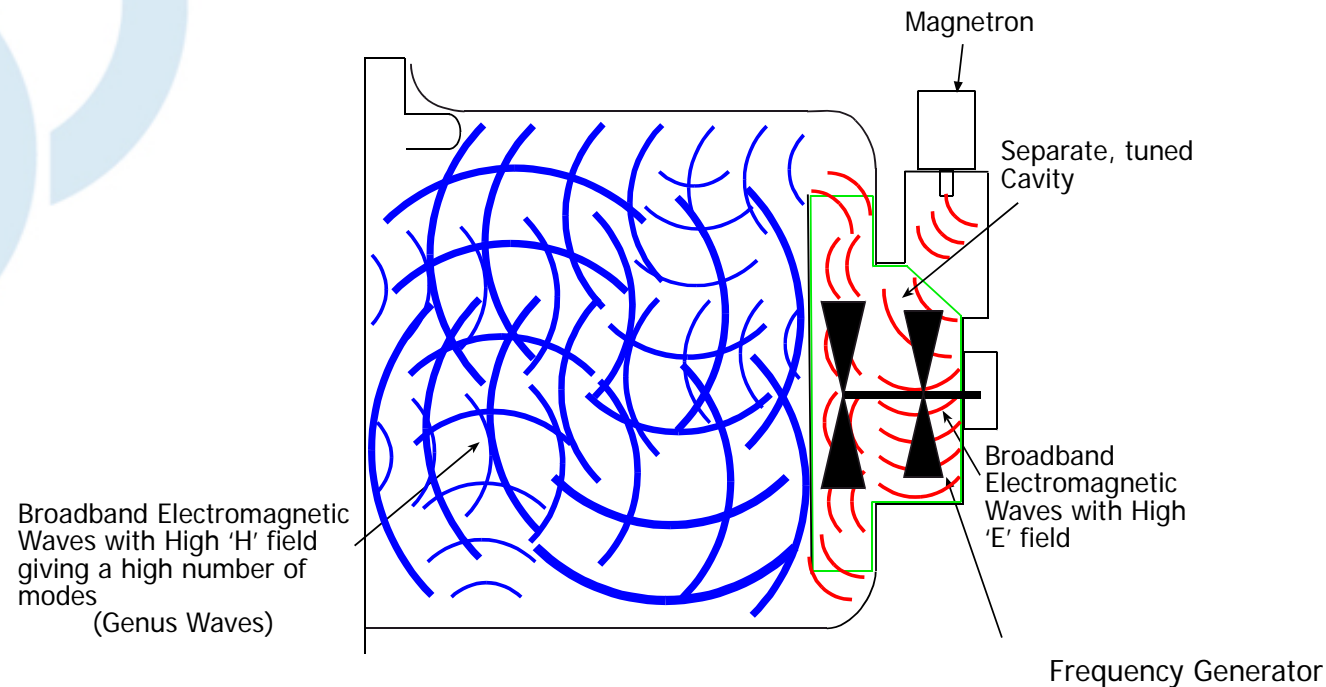 Magnetron
Separate, tuned
Cavity
Broadband
Electromagnetic
Waves with High
‘E’ field
Broadband Electromagnetic
Waves with High ‘H’ field
giving a high number of
modes
(Genus Waves)
Frequency Generator